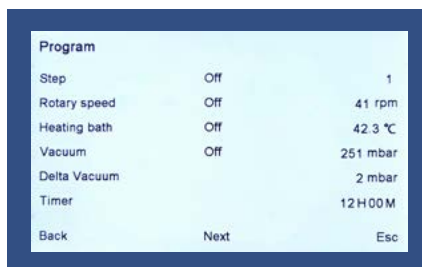 Program
Step Off 1
Rotary speed Off 41 rpm
Heating bath Off 42.3 ℃
Vacuum Off 251 mbar
Delta Vacuum 2 mbar
Timer 12H00M
Back Next Esc